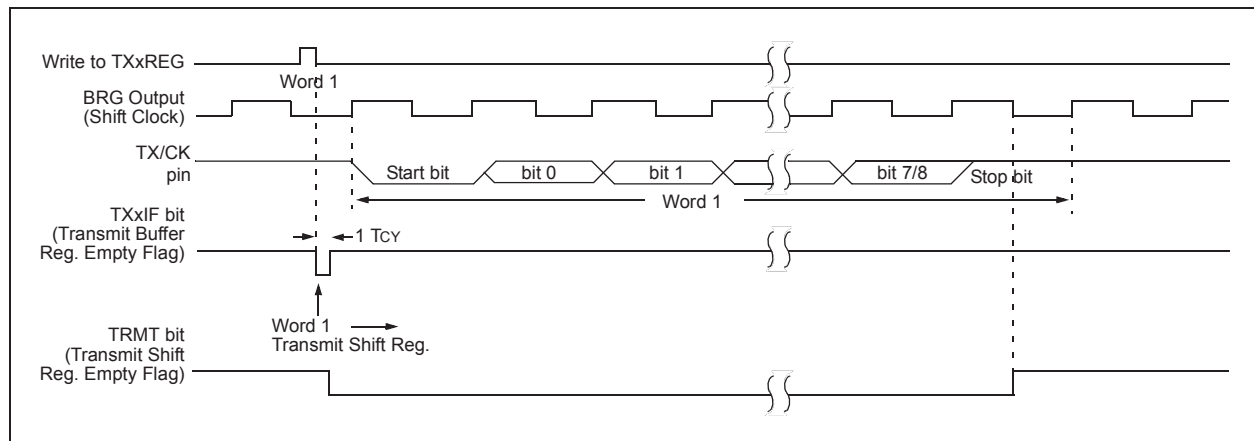 Write to TXxREG
Word 1
BRG Output
(Shift Clock)
TX/CK
pin
Start bit
bit 0
bit 1
bit 7/8
Stop bit
Word 1
TXxIF bit
(Transmit Buffer
Reg. Empty Flag)
1 TCY
Word 1
Transmit Shift Reg.
TRMT bit
(Transmit Shift
Reg. Empty Flag)